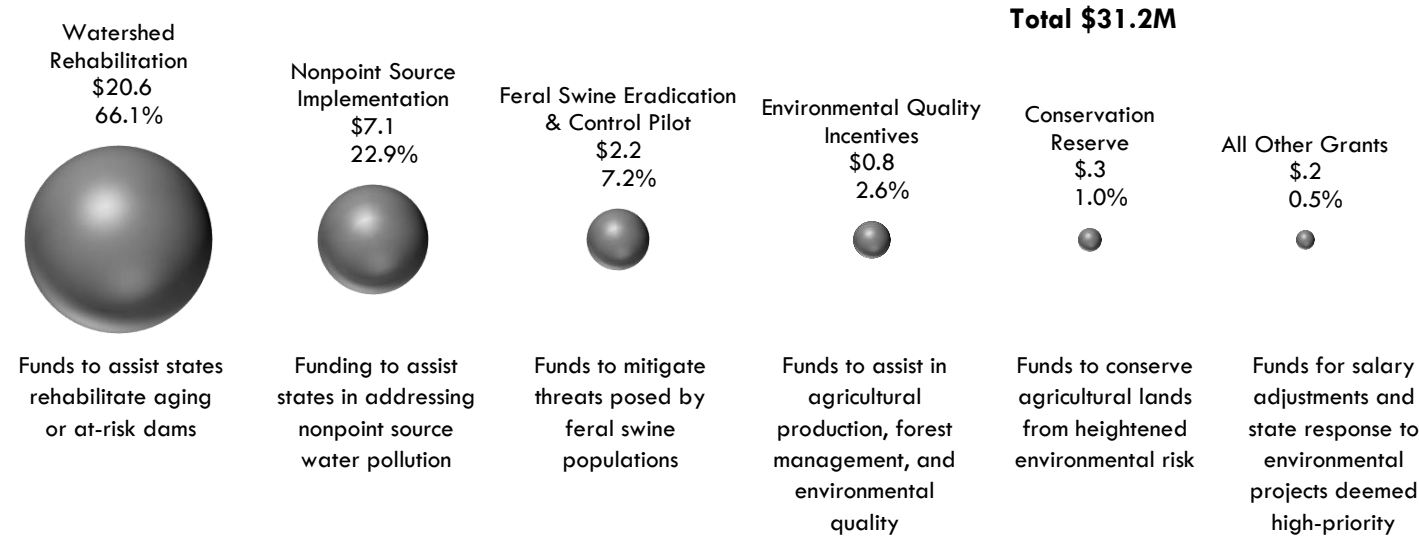 Total $31.2M
Watershed
Rehabilitation
$20.6
66.1%
Nonpoint Source
Implementation
$7.1
22.9%
Feral Swine Eradication
& Control Pilot
$2.2
7.2%
Environmental Quality
Incentives
$0.8
2.6%
Conservation
Reserve
$.3
1.0%
All Other Grants
$.2
0.5%
Funds to assist states
rehabilitate aging
or at-risk dams
Funding to assist
states in addressing
nonpoint source
water pollution
Funds to mitigate
threats posed by
feral swine
populations
Funds to assist in
agricultural
production, forest
management, and
environmental
quality
Funds to conserve
agricultural lands
from heightened
environmental risk
Funds for salary
adjustments and
state response to
environmental
projects deemed
high-priority